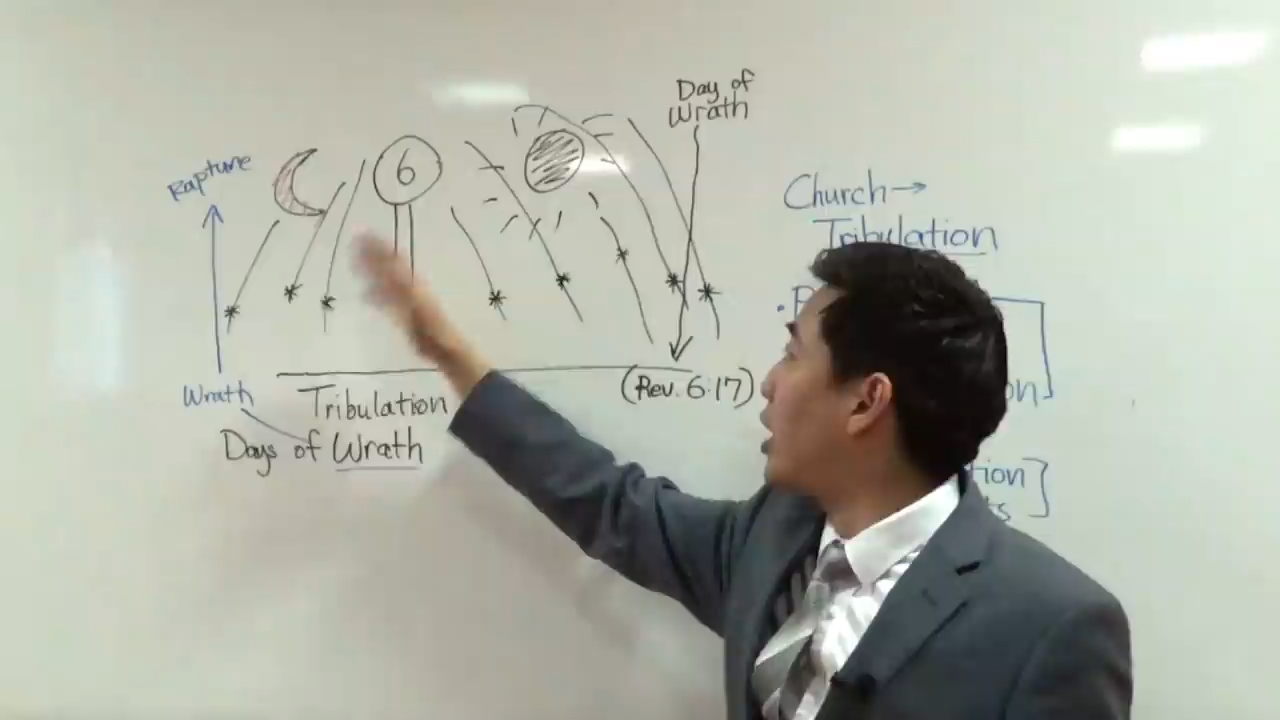 Day of
Wrath
Rapture
6
Church→
Tribulation
Wrath
Tribulation
(Rev. 6:17)
Days of Wrath